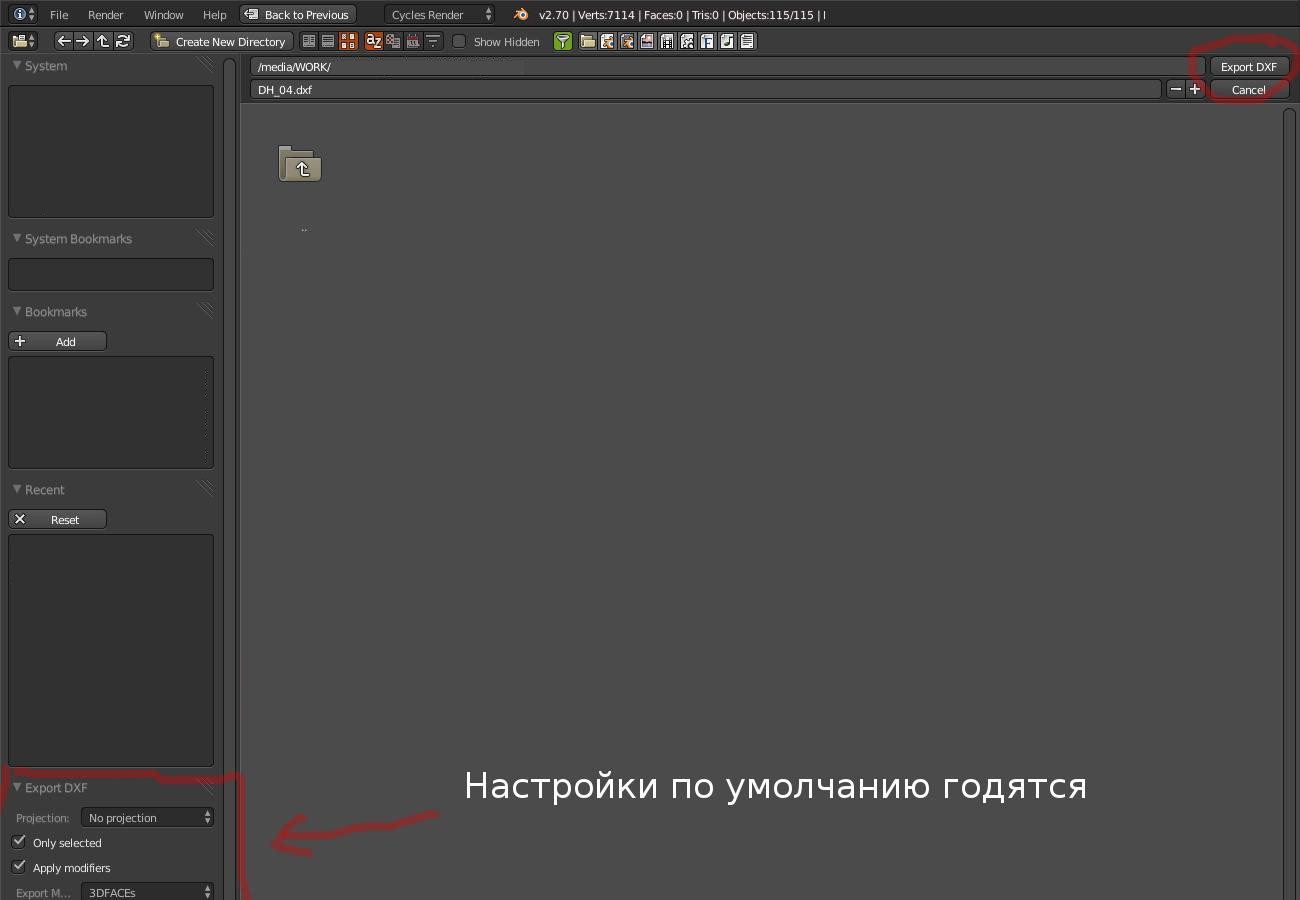 File Render Window Help Back to Previous Cycles Render v2.70 | Verts:7114 | Faces:0 | Tris:0 | Objects:115/115 |
Create New Directory Show Hidden
System
/media/WORK/
Export DXF
DH_04.dxf
Cancel
..
System Bookmarks
Bookmarks
Add
Recent
Reset
Настройки по умолчанию годятся
Export DXF
Projection: No projection
Only selected
Apply modifiers
Export M... 3DFACEs